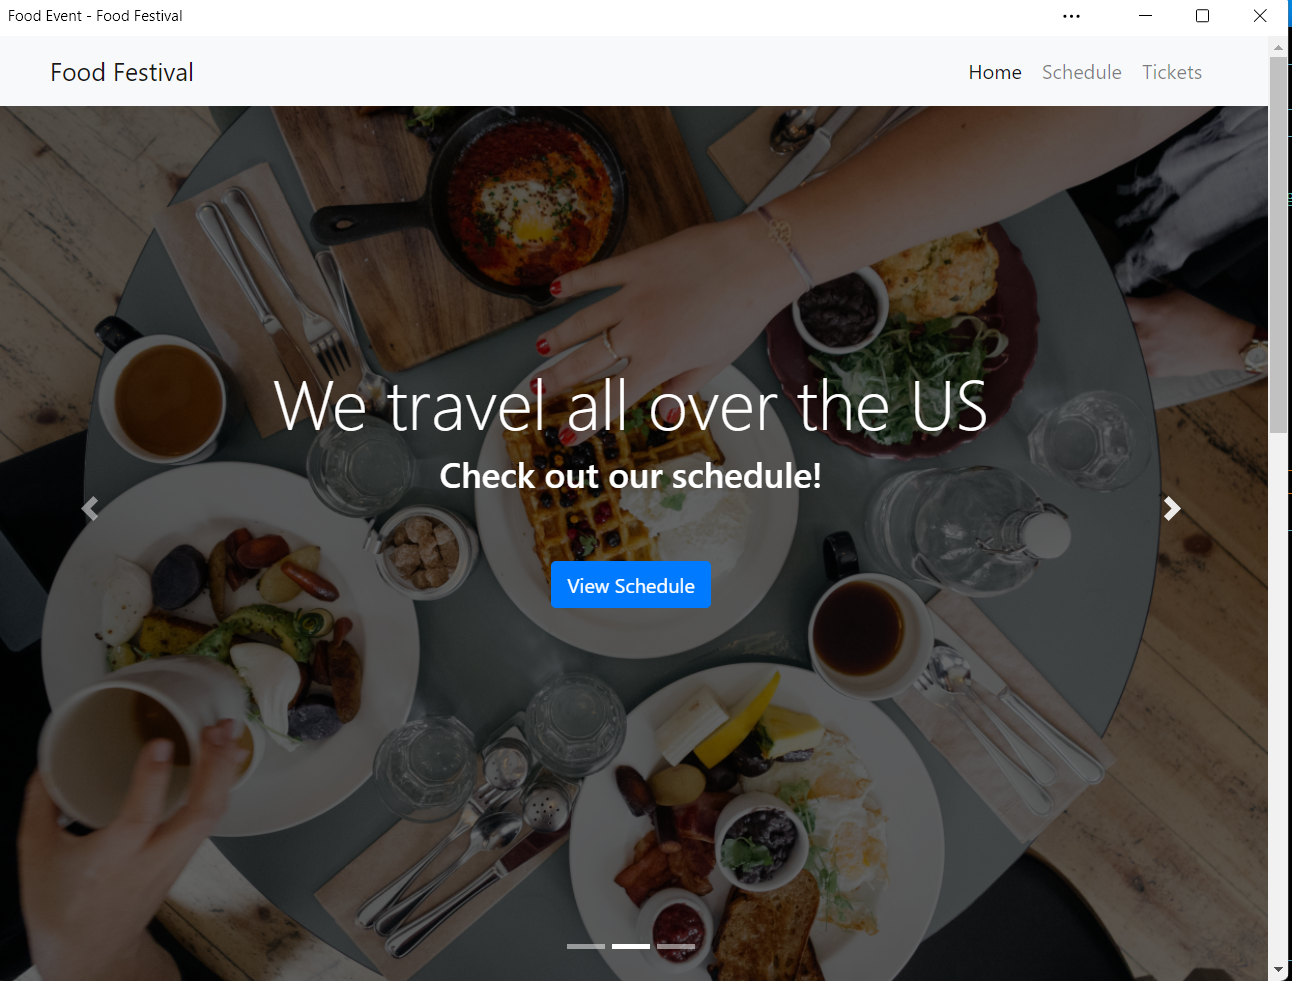 Food Event - Food Festival
Food Festival
Home Schedule Tickets
We travel all over the US
Check out our schedule!
View Schedule